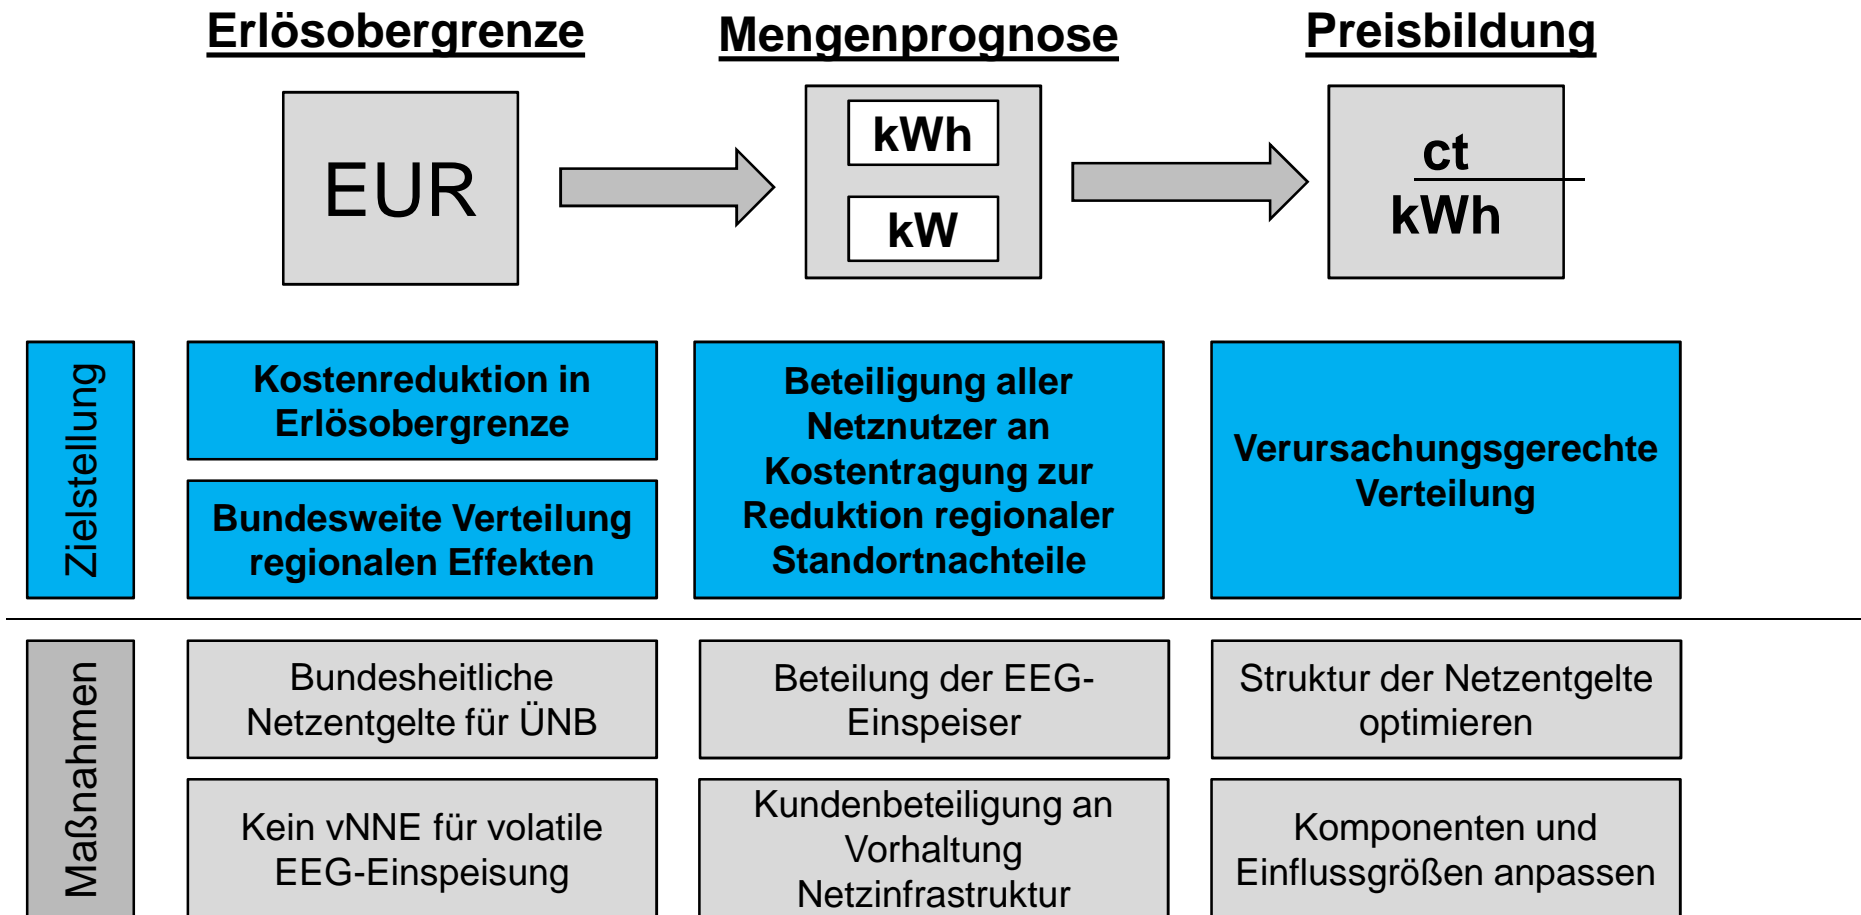 Erlösobergrenze
Mengenprognose
Preisbildung
EUR
kWh
kW
ct
kWh
Zielstellung
Kostenreduktion in
Erlösobergrenze
Bundesweite Verteilung
regionalen Effekten
Beteiligung aller
Netznutzer an
Kostentragung zur
Reduktion regionaler
Standortnachteile
Verursachungsgerechte
Verteilung
Maßnahmen
Bundesheitliche
Netzentgelte für ÜNB
Kein vNNE für volatile
EEG-Einspeisung
Beteilung der EEG-
Einspeiser
Kundenbeteiligung an
Vorhaltung
Netzinfrastruktur
Struktur der Netzentgelte
optimieren
Komponenten und
Einflussgrößen anpassen